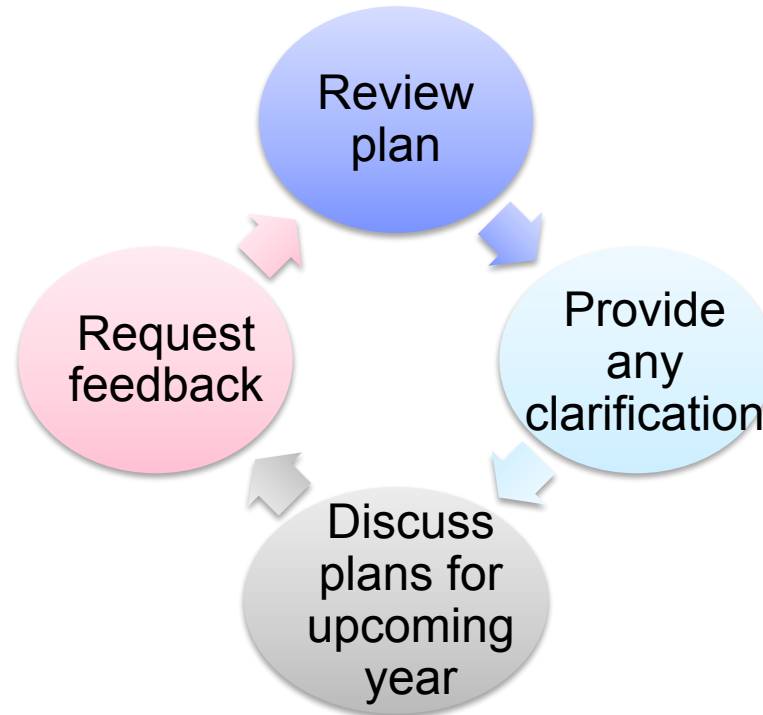 Review
plan
Provide
any
clarification
Discuss
plans for
upcoming
year
Request
feedback